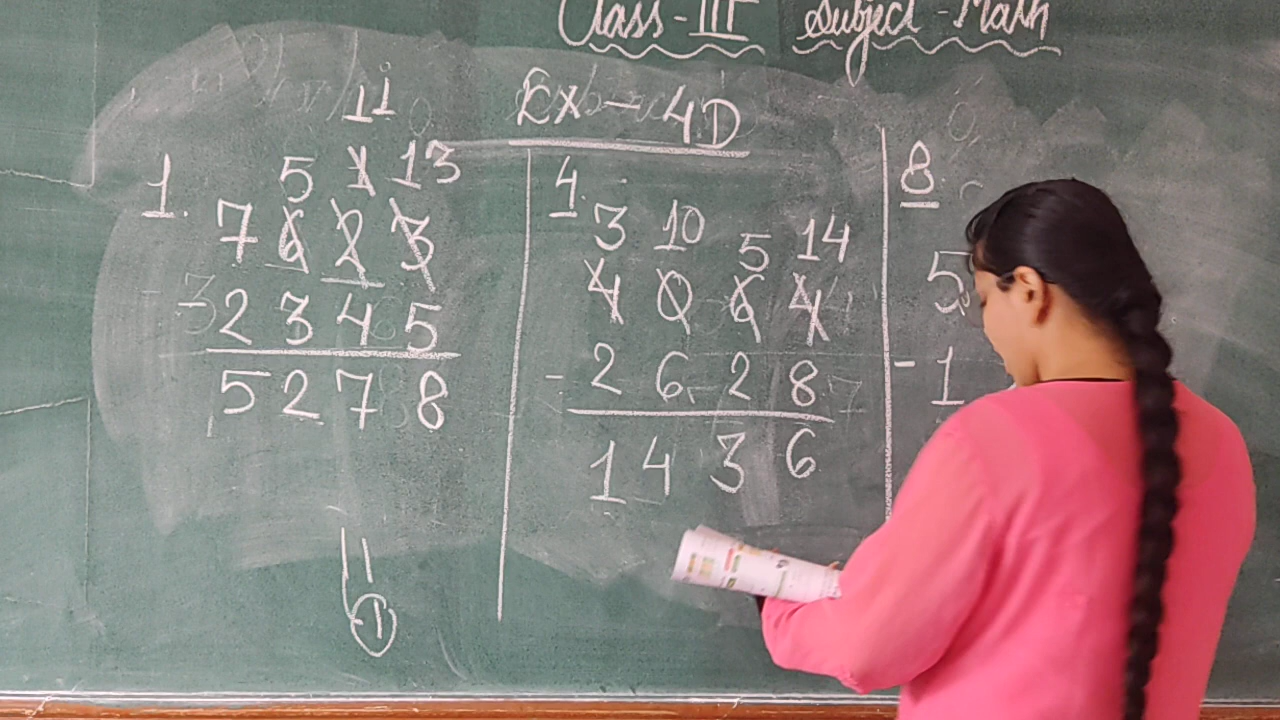 Class-III Subject-Math
Ex-4D
1.
11
5 1 13
7 6 2 3
- 2 3 4 5
5 2 7 8
11
1
4.
3 10 5 14
4 0 6 4
- 2 6 2 8
1 4 3 6
8
5
- 1